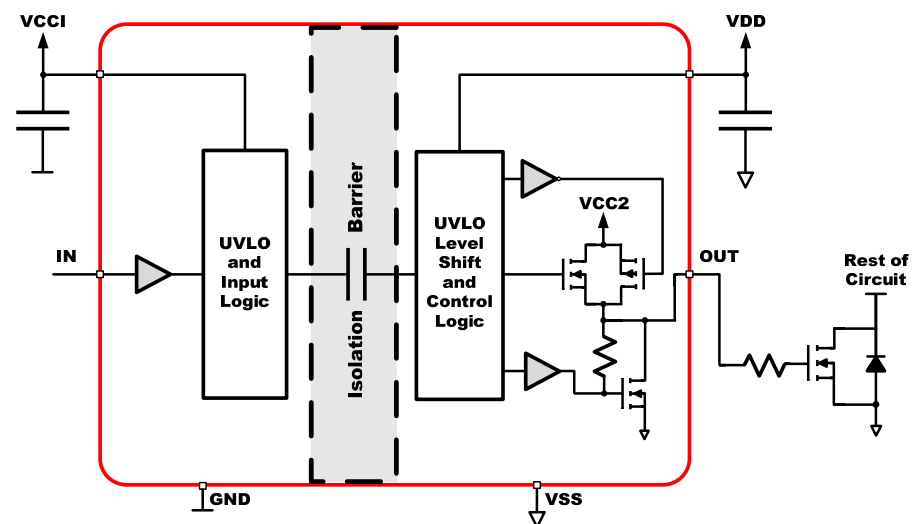 VCCI
VDD
IN
UVLO
and
Input
Logic
Isolation Barrier
UVLO
Level
Shift
and
Control
Logic
VCC2
OUT
Rest of
Circuit
GND
VSS